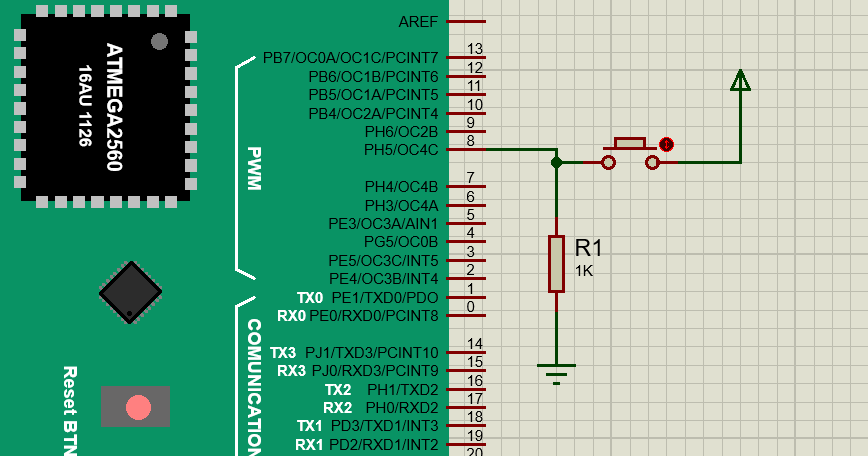 ATMEGA2560
16AU 1126
AREF
13
PB7/OC0A/OC1C/PCINT7
12
PB6/OC1B/PCINT6
11
PB5/OC1A/PCINT5
10
PB4/OC2A/PCINT4
9
PH6/OC2B
8
PH5/OC4C
7
PH4/OC4B
6
PH3/OC4A
5
PE3/OC3A/AIN1
4
PG5/OC0B
3
PE5/OC3C/INT5
2
PE4/OC3B/INT4
1
TX0 PE1/TXD0/PDO
0
RX0 PE0/RXD0/PCINT8
14
TX3 PJ1/TXD3/PCINT10
15
RX3 PJ0/RXD3/PCINT9
16
TX2 PH1/TXD2
17
RX2 PH0/RXD2
18
TX1 PD3/TXD1/INT3
19
RX1 PD2/RXD1/INT2
20
PWM
COMUNICATION
Reset BTN
R1
1K